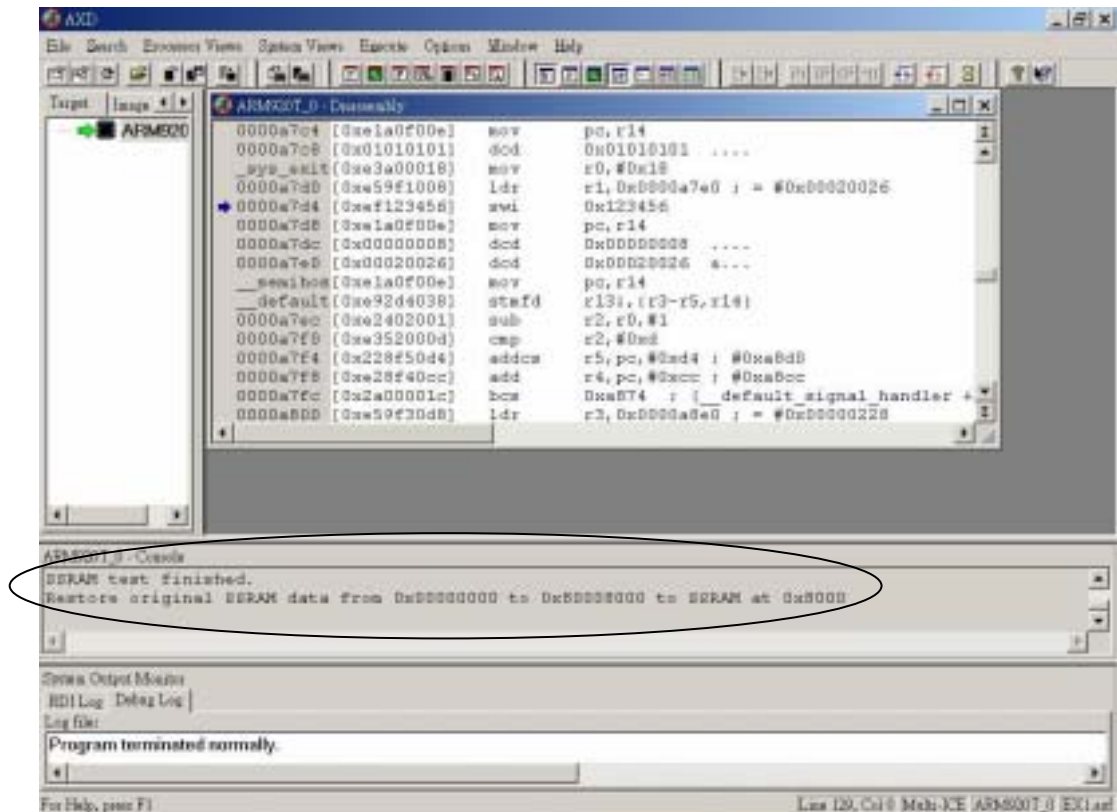 AXD
File Search Processor Views System Views Execute Options Window Help
Target Image
ARM920
ARM920T_0 - Disassembly
0000a7c4 [0xe1a0f00e] mov pc,r14
0000a7c8 [0x01010101] dcd 0x01010101 ....
_sys_exit[0xe3a00018] mov r0,#0x18
0000a7d0 [0xe59f1008] ldr r1,0x0000a7e0 ; = #0x00020026
0000a7d4 [0xef123456] swi 0x123456
0000a7d8 [0xe1a0f00e] mov pc,r14
0000a7dc [0x00000008] dcd 0x00000008 ....
0000a7e0 [0x00020026] dcd 0x00020026 &...
__semihos[0xe1a0f00e] mov pc,r14
__default[0xe92d4038] stmfd r13!,{r3-r5,r14}
0000a7ec [0xe2402001] sub r2,r0,#1
0000a7f0 [0xe352000d] cmp r2,#0xd
0000a7f4 [0x228f50d4] addcs r5,pc,#0xd4 ; #0xa8d0
0000a7f8 [0xe28f40cc] add r4,pc,#0xcc ; #0xa8cc
0000a7fc [0x2a00001c] bcs 0xa874 ; (__default_signal_handler +
0000a800 [0xe59f30d8] ldr r3,0x0000a8e0 ; = #0x00000228
ARM920T_0 - Console
SSRAM test finished.
Restore original SSRAM data from 0x00000000 to 0x80008000 to SSRAM at 0x8000
System Output Monitor
RDI Log Debug Log
Log file:
Program terminated normally.
For Help, press F1
Line 129, Col 0 Multi-ICE ARM920T_0 EX1.axf